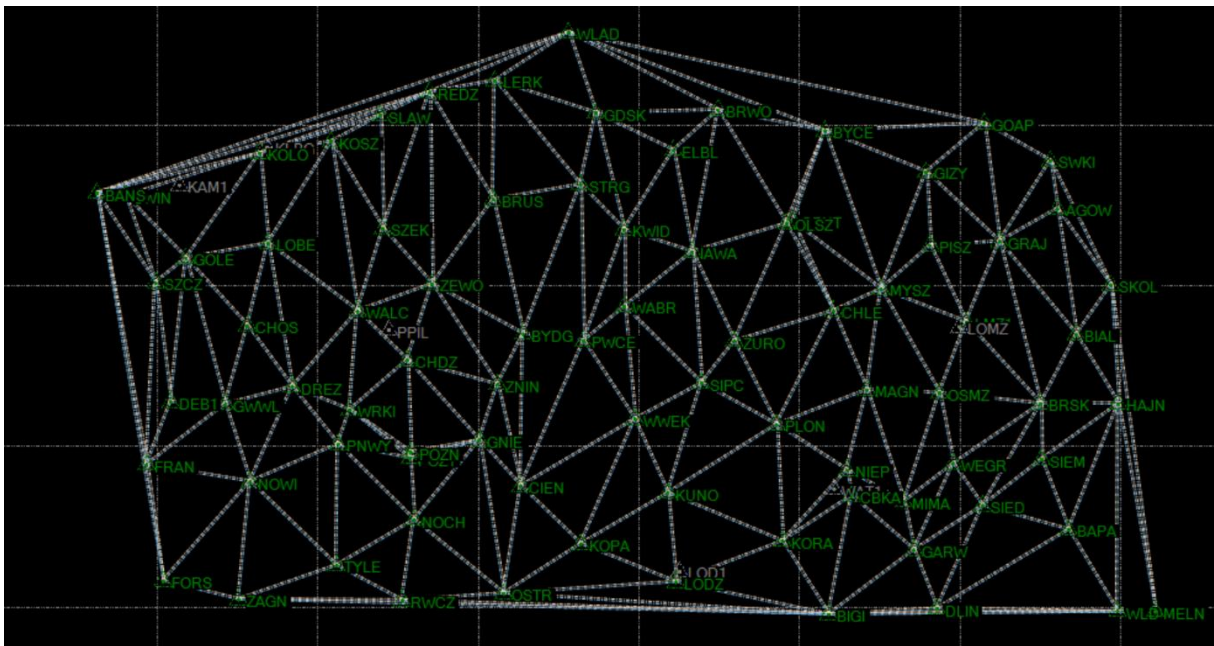 WLAD
LERK
REDZ
GDSK
BRWO
SLAW
BYCE
GOAP
KOSZ
ELBL
KOLO
SWKI
GIZY
KAM1
BANS
WIN
STRG
BRUS
AGOW
OLSZ
SZEK
KWID
LOBE
PISZ
GRAJ
ILAWA
GOLE
SZCZ
ZEWO
MYSZ
SKOL
WABR
WALC
CHLE
CHOS
LOMZ
PPIL
BYDG
BIAL
PWCE
ZURO
CHDZ
ZNIN
SIPC
DREZ
MAGN
OSMZ
DEB1
GWWL
BRSK
HAJN
WRKI
WWEK
PLON
PNWY
GNIE
POZN
FRAN
WEGR
SIEM
NIEP
NOWI
CIEN
KUNO
CBKA
MIMA
SIED
NOCH
BAPA
KOPA
KORA
GARW
TYLE
LOD1
FORS
LODZ
OSTR
ZAGN
RWCZ
BIGI
DLIN
MELN